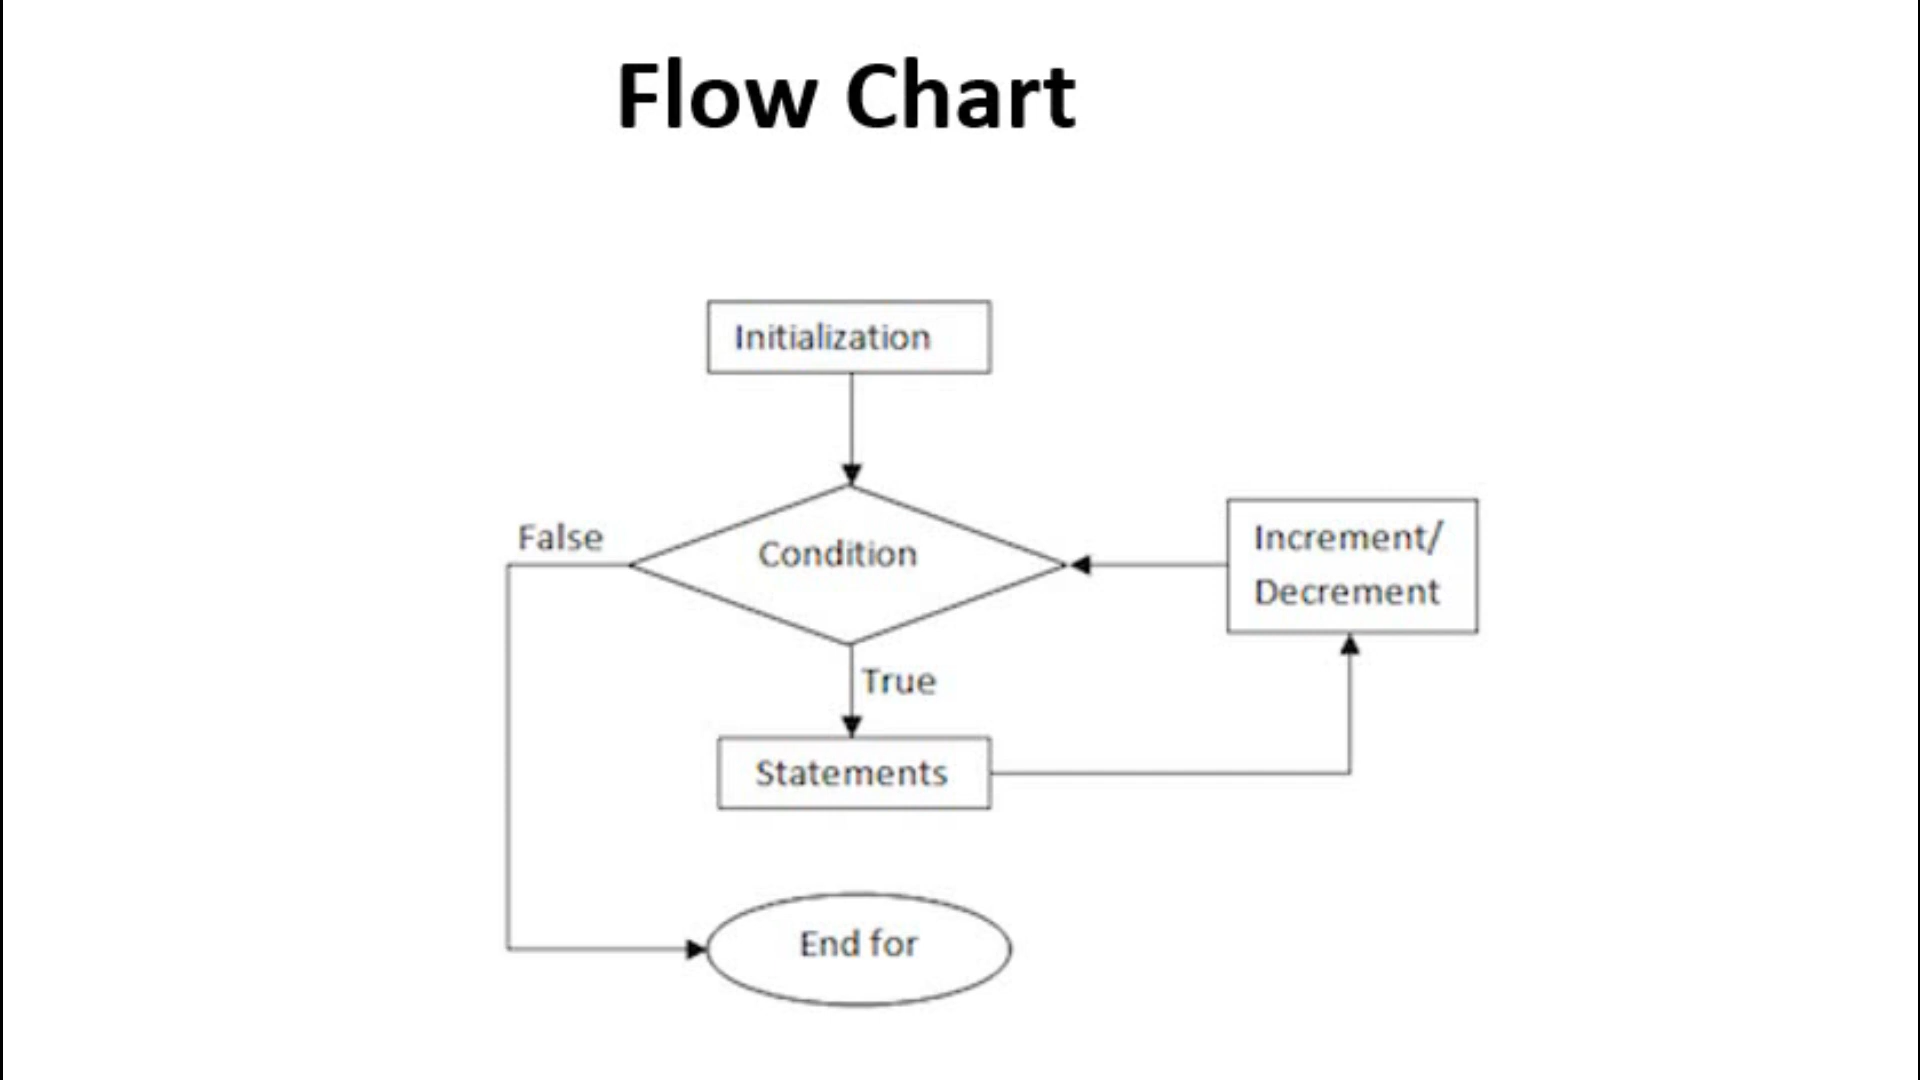 Flow Chart
Initialization
False
Condition
Increment/
Decrement
True
Statements
End for